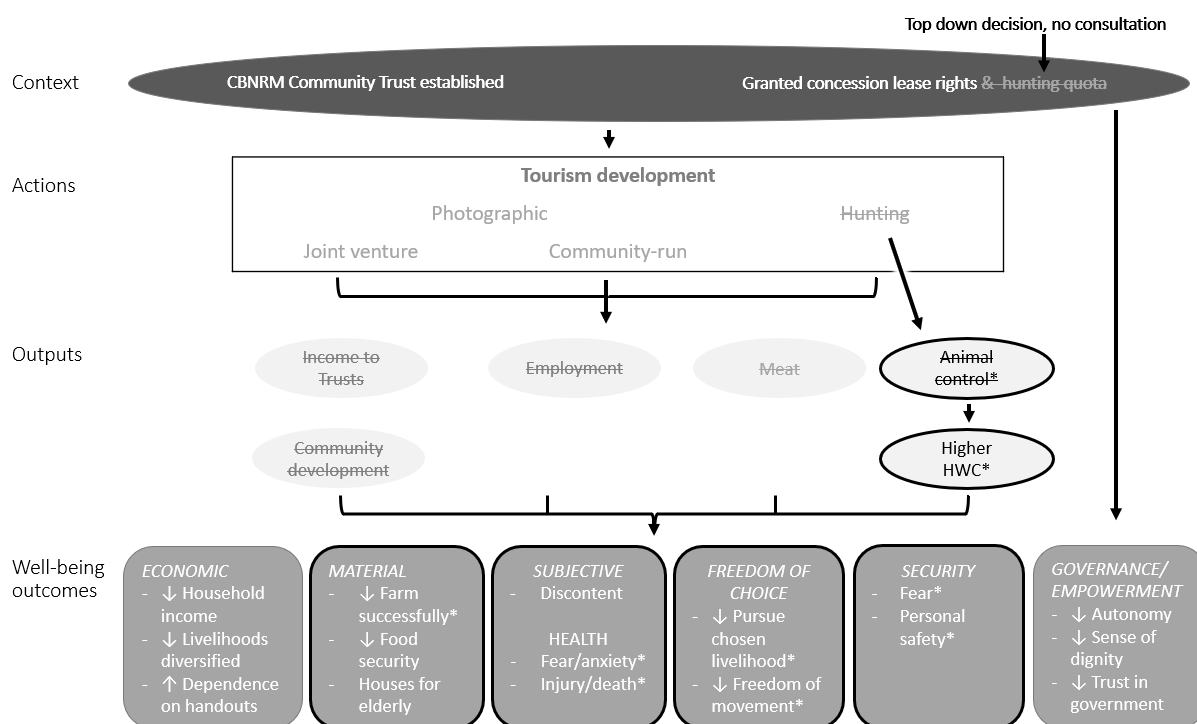 Top down decision, no consultation
Context
CBNRM Community Trust established
Granted concession lease rights & hunting quota
Actions
Tourism development
Photographic
Hunting
Joint venture
Community-run
Outputs
Income to
Trusts
Employment
Meat
Animal
control*
Community
development
Higher
HWC*
Well-being
outcomes
ECONOMIC
- ↓ Household
income
- ↓ Livelihoods
diversified
- ↑ Dependence
on handouts
MATERIAL
- ↓ Farm
successfully*
- ↓ Food
security
- Houses for
elderly
SUBJECTIVE
- Discontent
HEALTH
- Fear/anxiety*
- Injury/death*
FREEDOM OF
CHOICE
- ↓ Pursue
chosen
livelihood*
- ↓ Freedom of
movement*
SECURITY
- Fear*
- Personal
safety*
GOVERNANCE/
EMPOWERMENT
- ↓ Autonomy
- ↓ Sense of
dignity
- ↓ Trust in
government